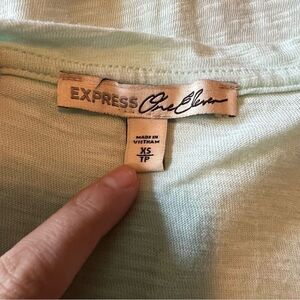 EXPRESS One Eleven
MADE IN
VIETNAM
XS
TP